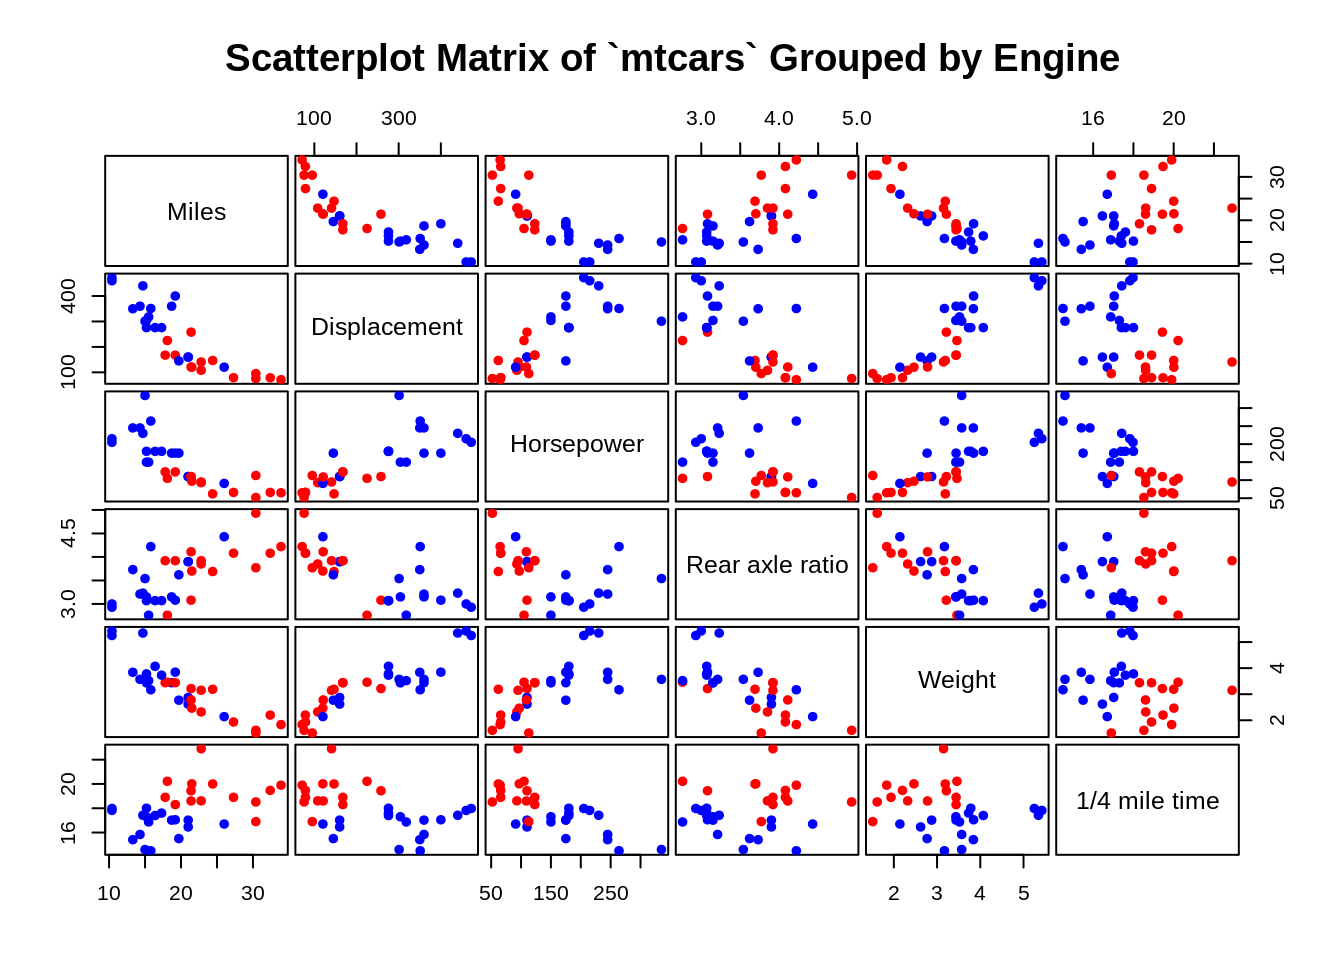 Scatterplot Matrix of `mtcars` Grouped by Engine
100 300 3.0 4.0 5.0 16 20
Miles
10 20 30
Displacement
100 400
Horsepower
50 200
Rear axle ratio
3.0 4.5
Weight
2 4
1/4 mile time
16 20
10 20 30 50 150 250 2 3 4 5